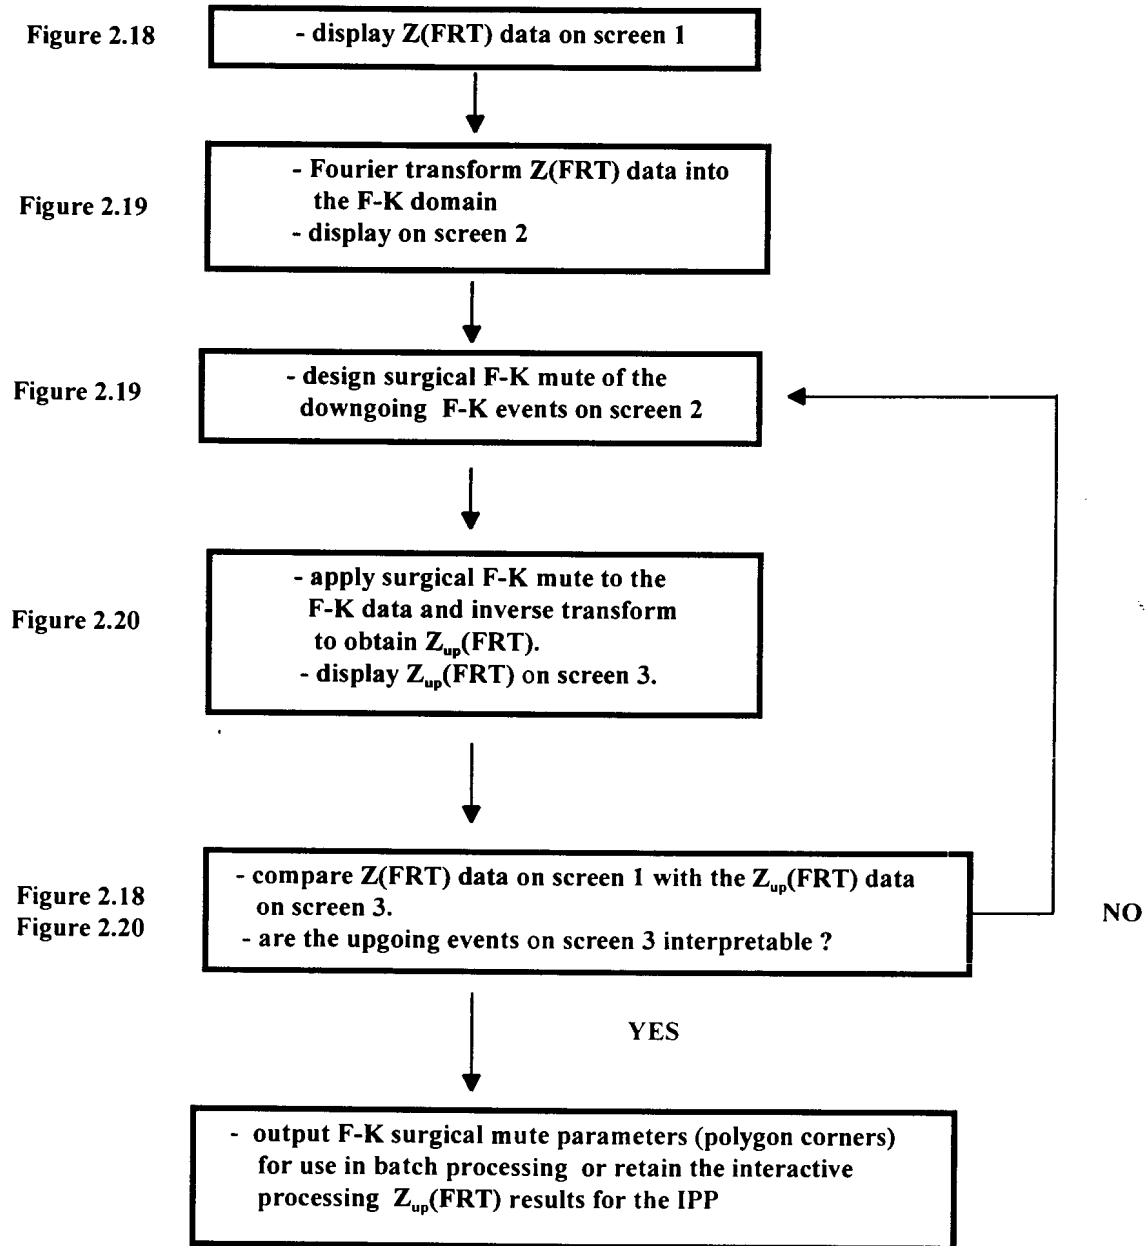 Figure 2.18
- display Z(FRT) data on screen 1
Figure 2.19
- Fourier transform Z(FRT) data into
the F-K domain
- display on screen 2
Figure 2.19
- design surgical F-K mute of the
downgoing F-K events on screen 2
Figure 2.20
- apply surgical F-K mute to the
F-K data and inverse transform
to obtain Zup(FRT).
- display Zup(FRT) on screen 3.
Figure 2.18
Figure 2.20
- compare Z(FRT) data on screen 1 with the Zup(FRT) data
on screen 3.
- are the upgoing events on screen 3 interpretable ?
NO
YES
- output F-K surgical mute parameters (polygon corners)
for use in batch processing or retain the interactive
processing Zup(FRT) results for the IPP